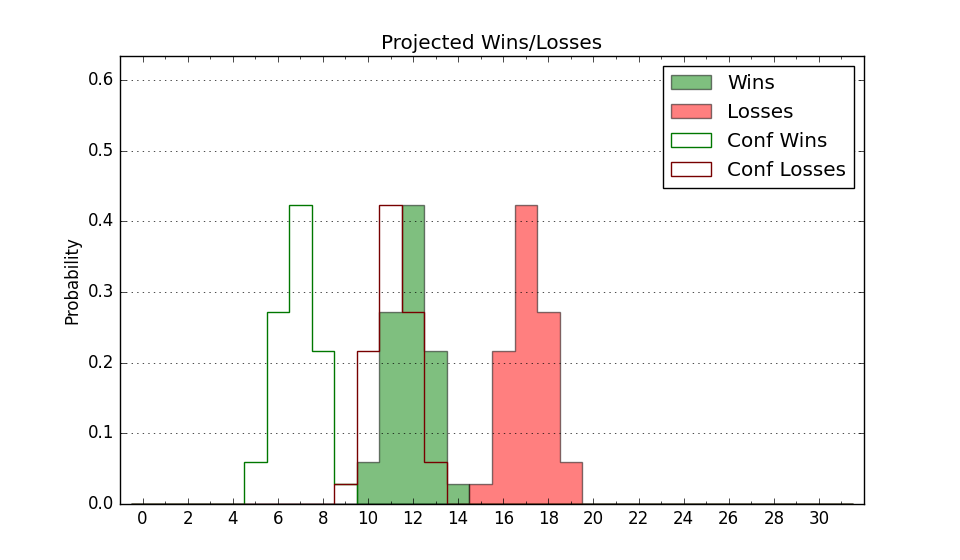 Projected Wins/Losses
0.6
0.5
0.4
0.3
0.2
0.1
0.0
Probability
Wins
Losses
Conf Wins
Conf Losses
0 2 4 6 8 10 12 14 16 18 20 22 24 26 28 30